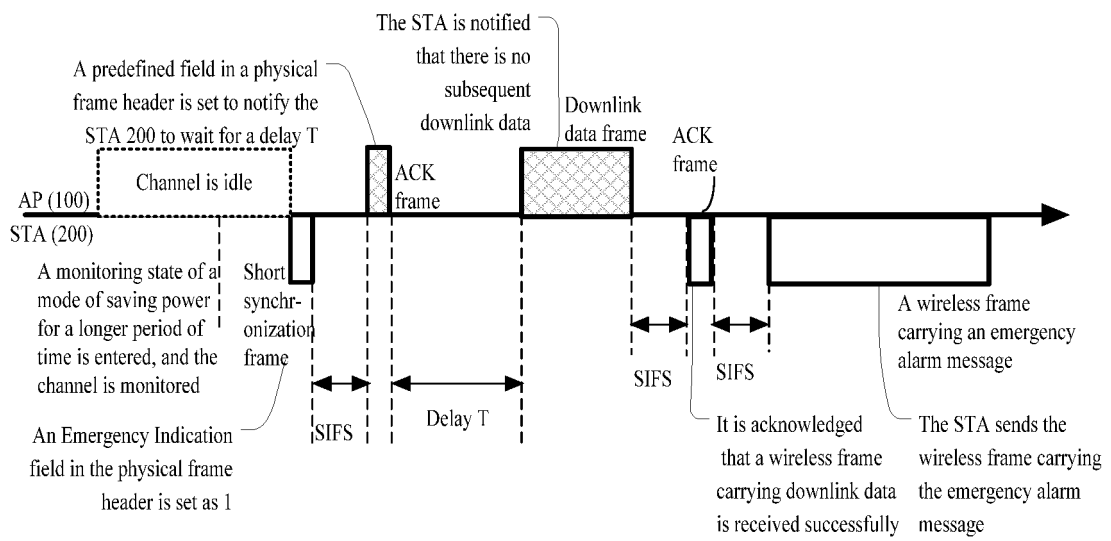 The STA is notified
that there is no
subsequent
downlink data
A predefined field in a physical
frame header is set to notify the
STA 200 to wait for a delay T
Downlink
data frame
ACK
frame
Channel is idle
ACK
frame
AP (100)
STA (200)
A monitoring state of a
mode of saving power
for a longer period of
time is entered, and the
channel is monitored
Short
synchr-
onization
frame
A wireless frame
carrying an emergency
alarm message
SIFS
SIFS
SIFS
Delay T
An Emergency Indication
field in the physical frame
header is set as 1
It is acknowledged
that a wireless frame
carrying downlink data
is received successfully
The STA sends the
wireless frame carrying
the emergency alarm
message